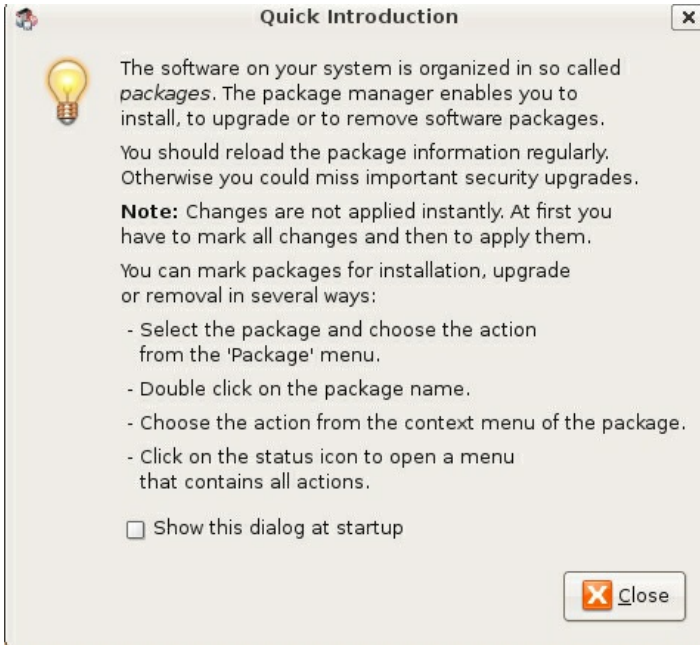 Quick Introduction
The software on your system is organized in so called
packages. The package manager enables you to
install, to upgrade or to remove software packages.
You should reload the package information regularly.
Otherwise you could miss important security upgrades.
Note: Changes are not applied instantly. At first you
have to mark all changes and then to apply them.
You can mark packages for installation, upgrade
or removal in several ways:
- Select the package and choose the action
from the 'Package' menu.
- Double click on the package name.
- Choose the action from the context menu of the package.
- Click on the status icon to open a menu
that contains all actions.
Show this dialog at startup
Close